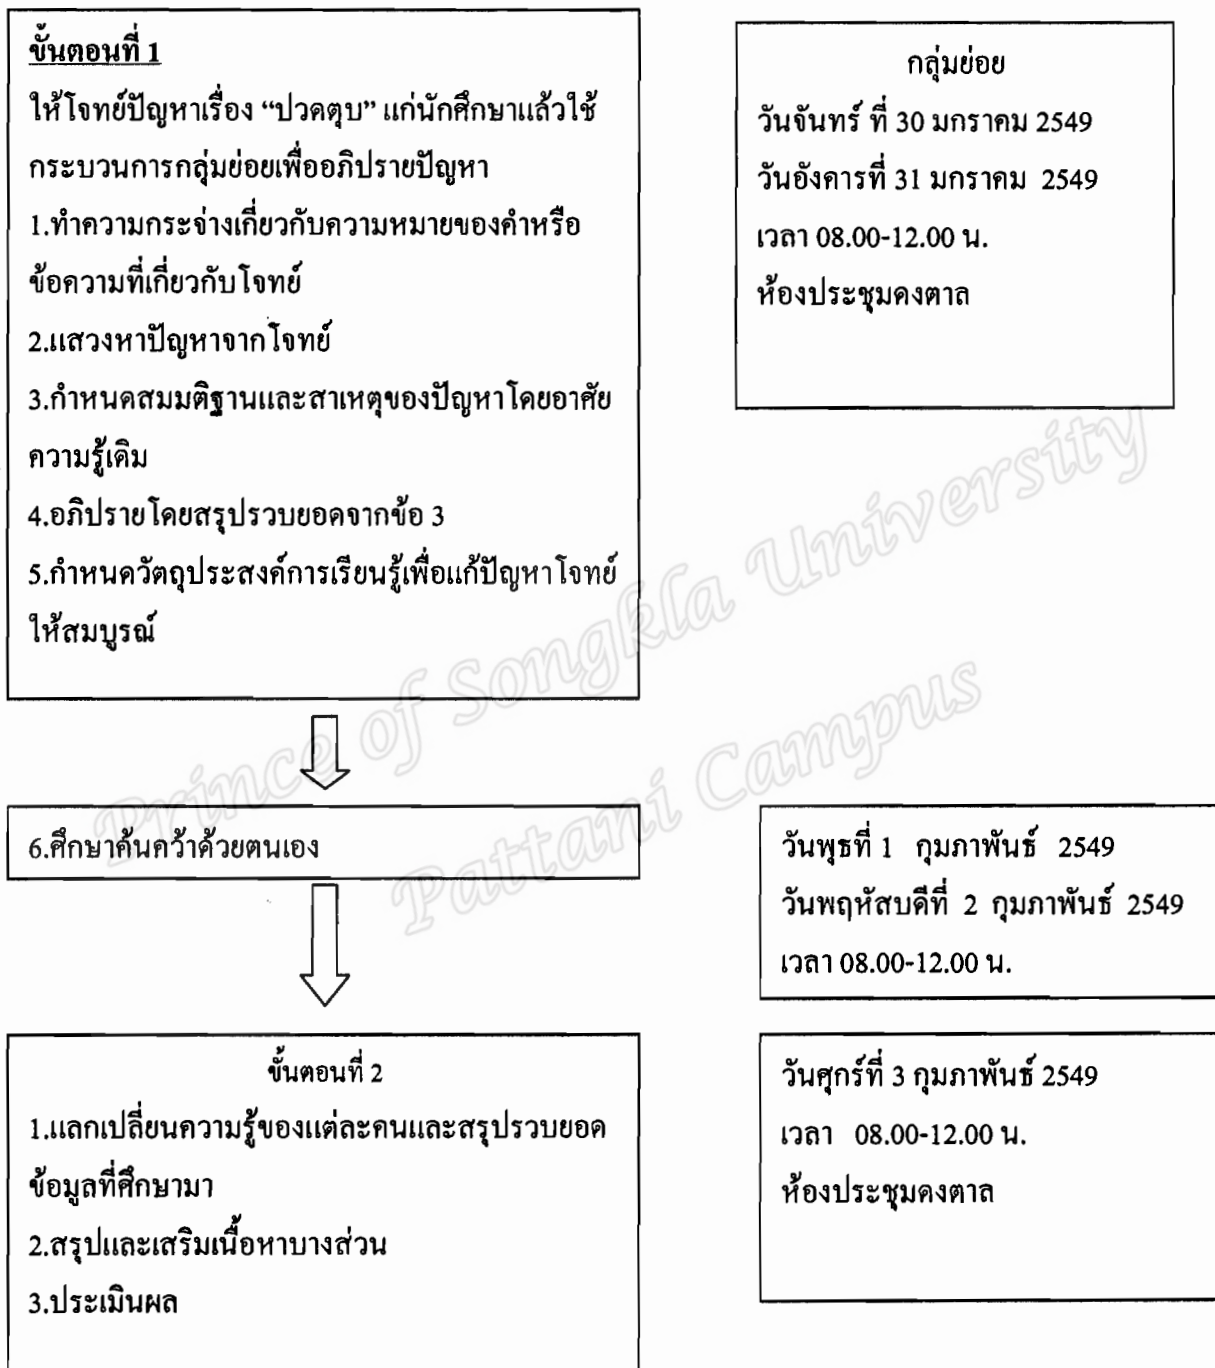 ขั้นตอนที่ 1
ให้โจทย์ปัญหาเรื่อง “ปวดตุบ” แก่นักศึกษาแล้วใช้
กระบวนการกลุ่มย่อยเพื่ออภิปรายปัญหา
1.ทำความกระจ่างเกี่ยวกับความหมายของคำหรือ
ข้อความที่เกี่ยวกับโจทย์
2.แสวงหาปัญหาจากโจทย์
3.กำหนดสมมติฐานและสาเหตุของปัญหาโดยอาศัย
ความรู้เดิม
4.อภิปรายโดยสรุปรวบยอดจากข้อ 3
5.กำหนดวัตถุประสงค์การเรียนรู้เพื่อแก้ปัญหาโจทย์
ให้สมบูรณ์
กลุ่มย่อย
วันจันทร์ ที่ 30 มกราคม 2549
วันอังคารที่ 31 มกราคม 2549
เวลา 08.00-12.00 น.
ห้องประชุมดงตาล
6.ศึกษาค้นคว้าด้วยตนเอง
วันพุธที่ 1 กุมภาพันธ์ 2549
วันพฤหัสบดีที่ 2 กุมภาพันธ์ 2549
เวลา 08.00-12.00 น.
ขั้นตอนที่ 2
1.แลกเปลี่ยนความรู้ของแต่ละคนและสรุปรวบยอด
ข้อมูลที่ศึกษามา
2.สรุปและเสริมเนื้อหาบางส่วน
3.ประเมินผล
วันศุกร์ที่ 3 กุมภาพันธ์ 2549
เวลา 08.00-12.00 น.
ห้องประชุมดงตาล
Prince of Songkla University
Pattani Campus